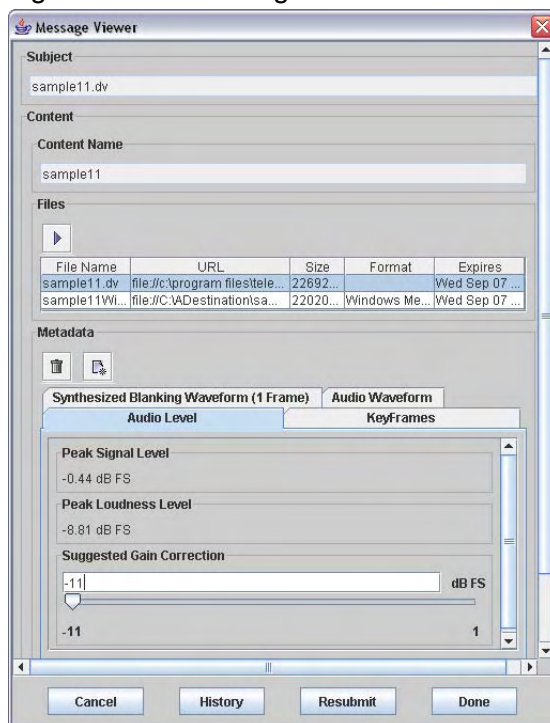 Message Viewer
Subject
sample11.dv
Content
Content Name
sample11
Files
File Name URL Size Format Expires
sample11.dv file://c:\program files\tele... 22692... Wed Sep 07 ...
sample11Wi... file://C:\ADestination\sa... 22020... Windows Me... Wed Sep 07 ...
Metadata
Synthesized Blanking Waveform (1 Frame) Audio Waveform
Audio Level KeyFrames
Peak Signal Level
-0.44 dB FS
Peak Loudness Level
-8.81 dB FS
Suggested Gain Correction
-11 dB FS
-11 1
Cancel History Resubmit Done